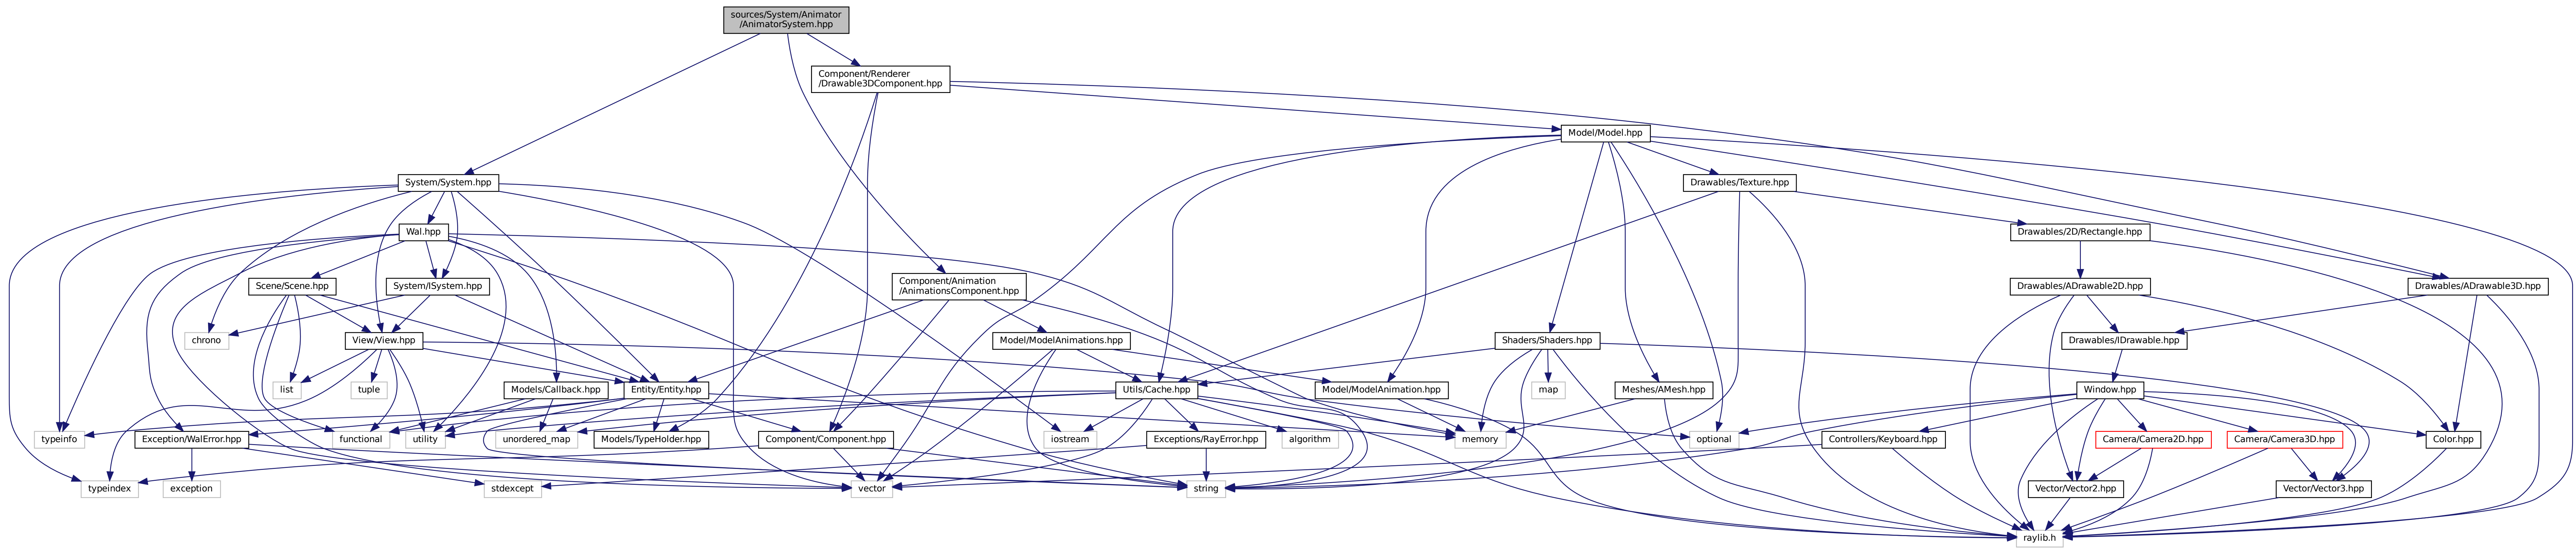 sources/System/Animator
/AnimatorSystem.hpp
Component/Renderer
/Drawable3DComponent.hpp
Model/Model.hpp
System/System.hpp
Drawables/Texture.hpp
Wal.hpp
Drawables/2D/Rectangle.hpp
Scene/Scene.hpp
System/ISystem.hpp
Component/Animation
/AnimationsComponent.hpp
Drawables/ADrawable2D.hpp
Drawables/ADrawable3D.hpp
chrono
View/View.hpp
Model/ModelAnimations.hpp
Shaders/Shaders.hpp
Drawables/IDrawable.hpp
list
tuple
Models/Callback.hpp
Entity/Entity.hpp
Utils/Cache.hpp
Model/ModelAnimation.hpp
map
Meshes/AMesh.hpp
Window.hpp
typeinfo
Exception/WalError.hpp
functional
utility
unordered_map
Models/TypeHolder.hpp
Component/Component.hpp
iostream
Exceptions/RayError.hpp
algorithm
memory
optional
Controllers/Keyboard.hpp
Camera/Camera2D.hpp
Camera/Camera3D.hpp
Color.hpp
typeindex
exception
stdexcept
vector
string
Vector/Vector2.hpp
Vector/Vector3.hpp
raylib.h